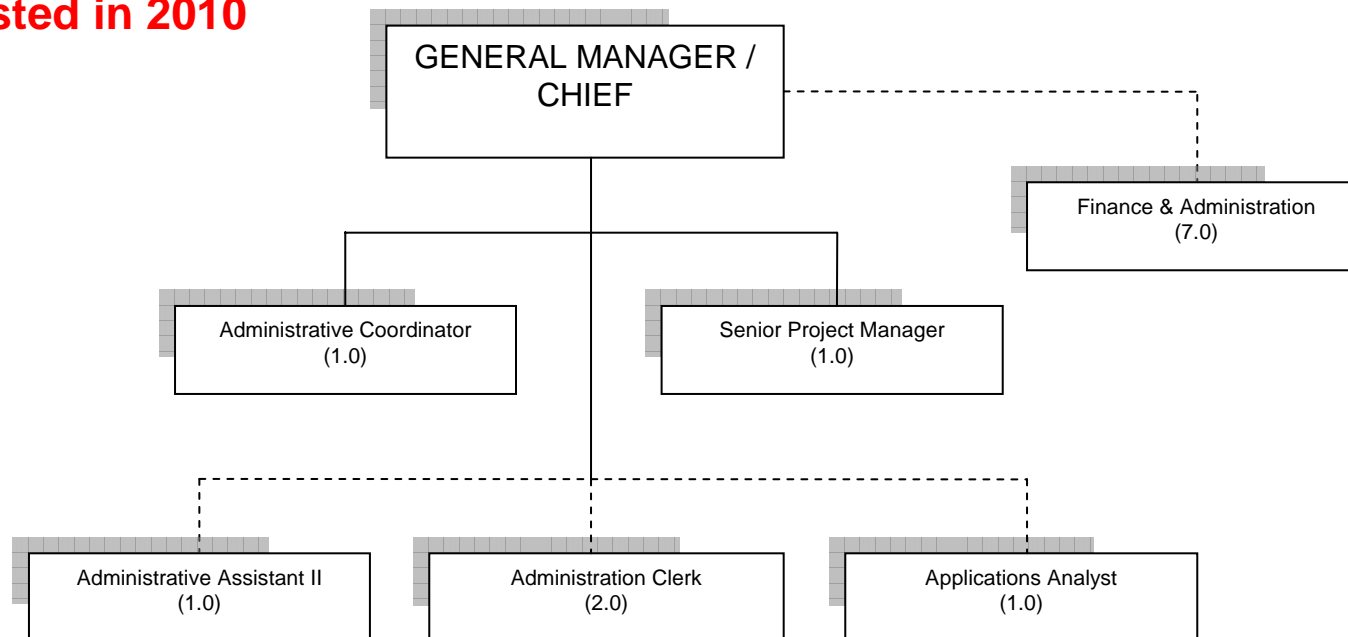 in 2010
GENERAL MANAGER /
CHIEF
Finance & Administration
(7.0)
Administrative Coordinator
(1.0)
Senior Project Manager
(1.0)
Administrative Assistant II
(1.0)
Administration Clerk
(2.0)
Applications Analyst
(1.0)